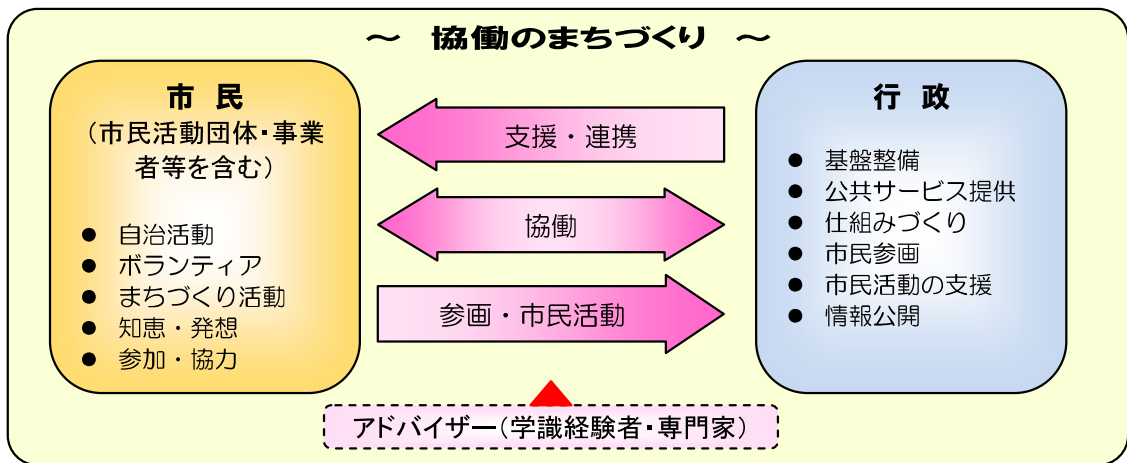 ～ 協働のまちづくり ～
市 民
（市民活動団体・事業
者等を含む）
● 自治活動
● ボランティア
● まちづくり活動
● 知恵・発想
● 参加・協力
支援・連携
協働
参画・市民活動
行 政
● 基盤整備
● 公共サービス提供
● 仕組みづくり
● 市民参画
● 市民活動の支援
● 情報公開
アドバイザー（学識経験者・専門家）